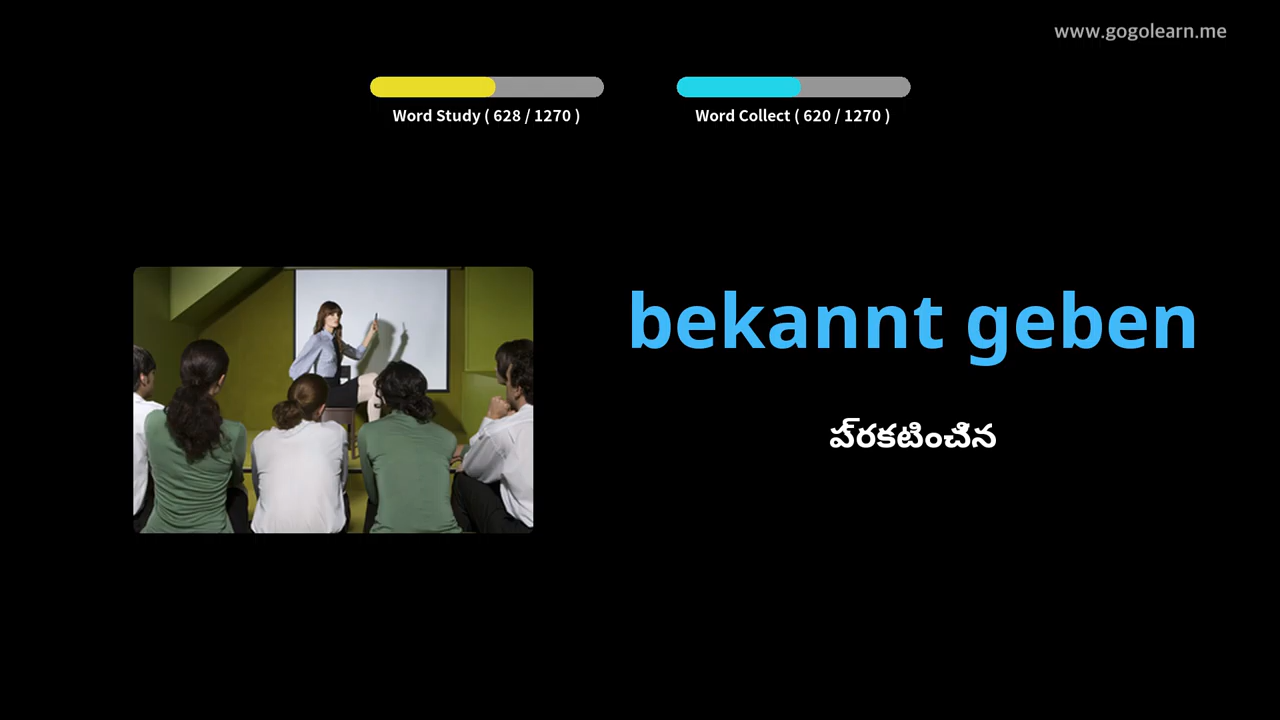 www.gogolearn.me
Word Study ( 628 / 1270 )
Word Collect ( 620 / 1270 )
bekannt geben
ప్రకటించిన